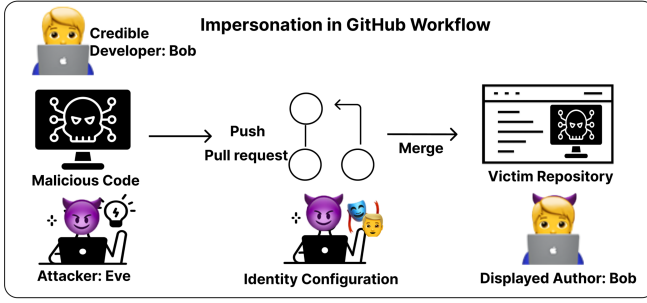 Impersonation in GitHub Workflow
Credible
Developer: Bob
Push
Pull request
Merge
Malicious Code
Victim Repository
Attacker: Eve
Identity Configuration
Displayed Author: Bob